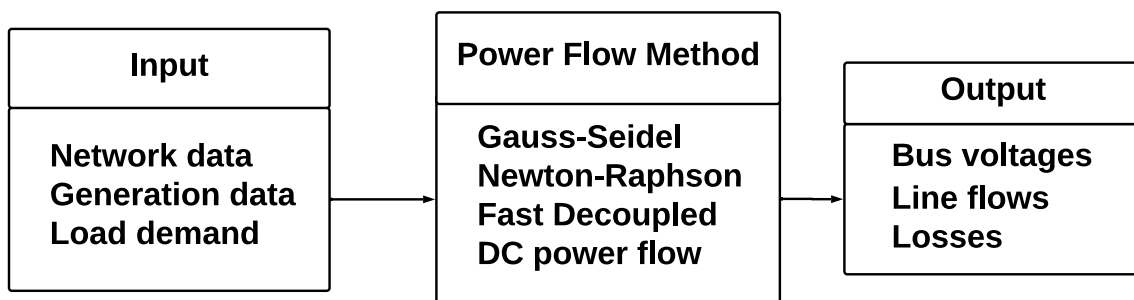 Input
Network data
Generation data
Load demand
Power Flow Method
Gauss-Seidel
Newton-Raphson
Fast Decoupled
DC power flow
Output
Bus voltages
Line flows
Losses